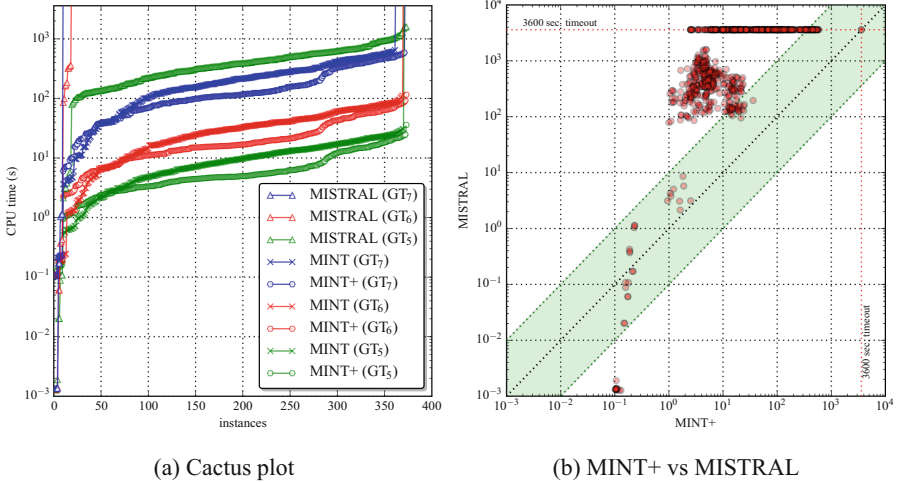 (a)
10³
10²
10¹
10⁰
10⁻¹
10⁻²
10⁻³
CPU time (s)
0
50
100
150
200
250
300
350
400
instances
MISTRAL (GT₇)
MISTRAL (GT₆)
MISTRAL (GT₅)
MINT (GT₇)
MINT+ (GT₇)
MINT (GT₆)
MINT+ (GT₆)
MINT (GT₅)
MINT+ (GT₅)
(a) Cactus plot
(b)
10⁴
10³
10²
10¹
10⁰
10⁻¹
10⁻²
10⁻³
MISTRAL
3600 sec. timeout
3600 sec. timeout
10⁻³
10⁻²
10⁻¹
10⁰
10¹
10²
10³
10⁴
MINT+
(b) MINT+ vs MISTRAL